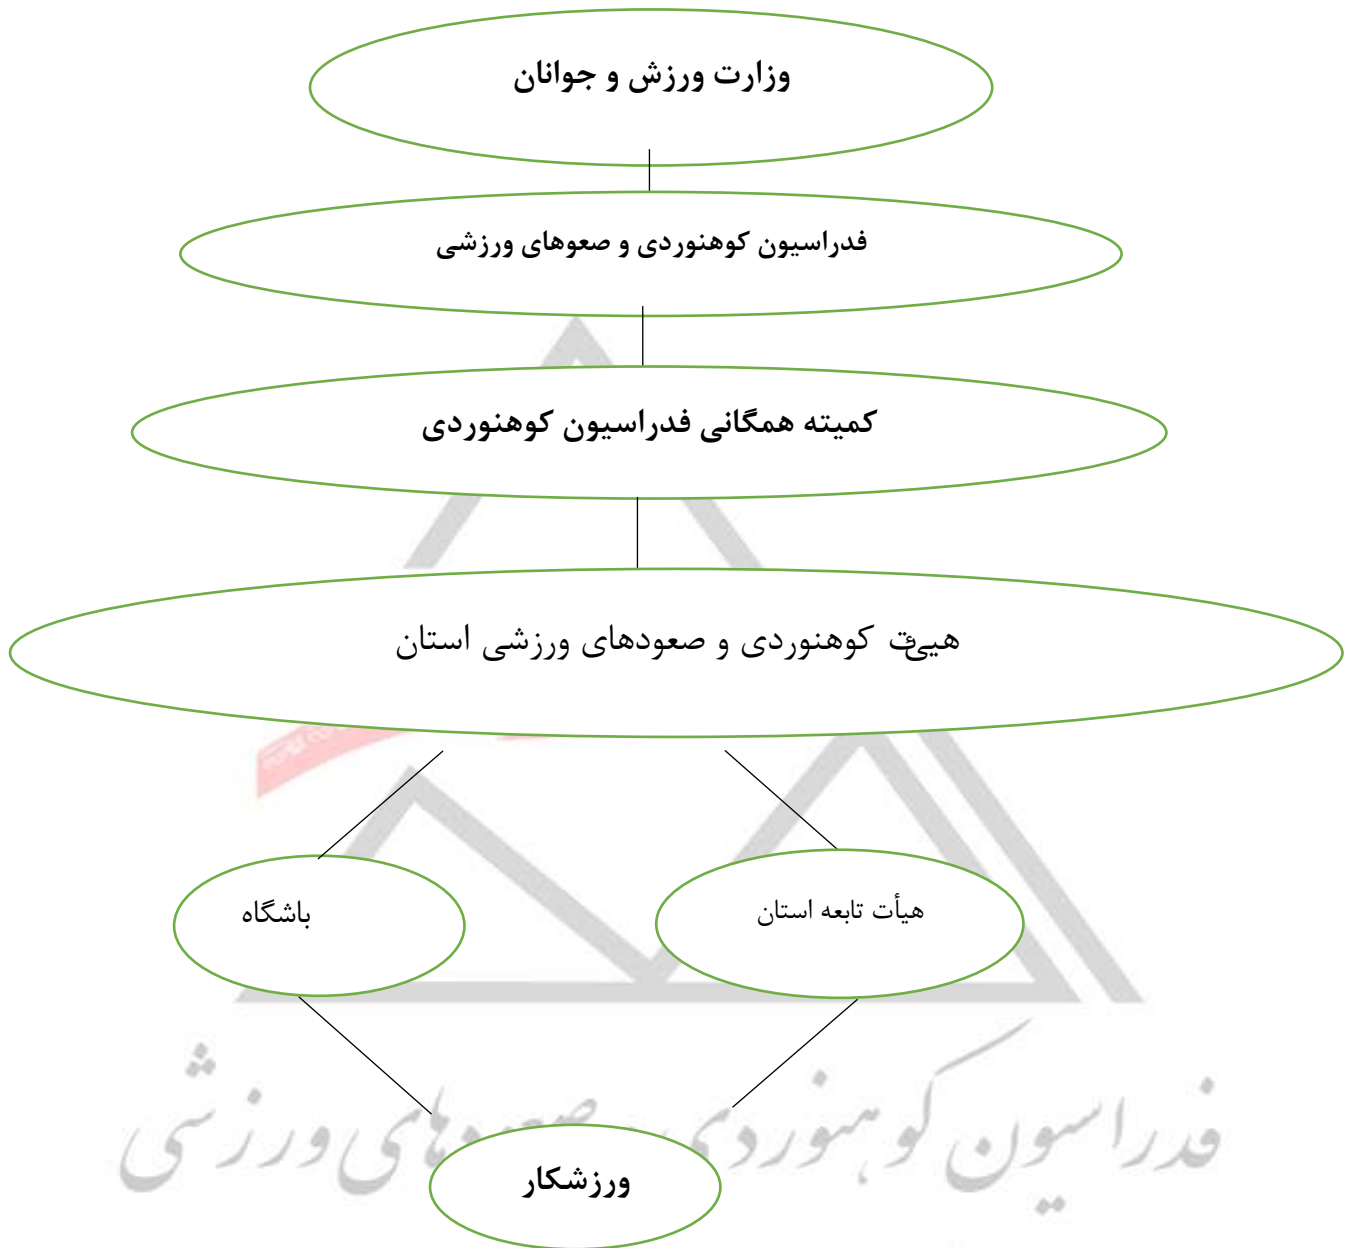 وزارت ورزش و جوانان
فدراسیون کوهنوردی و صعوهای ورزشی
کمیته همگانی فدراسیون کوهنوردی
هییئت کوهنوردی و صعودهای ورزشی استان
باشگاه
هیأت تابعه استان
ورزشکار
فدراسیون کوهنوردی و صعودهای ورزشی